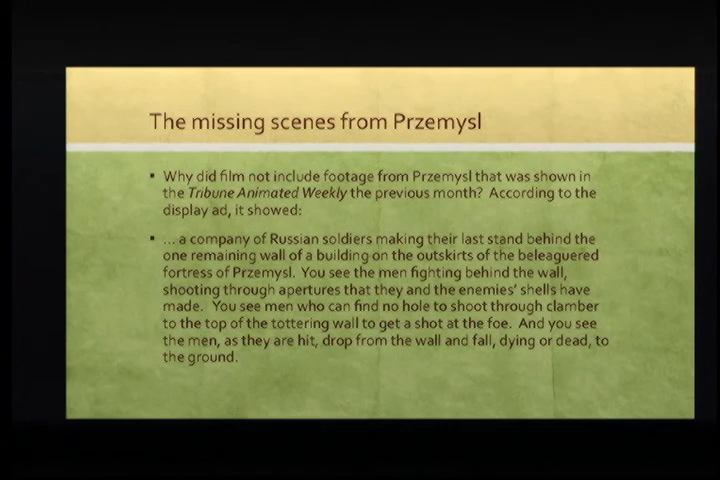 The missing scenes from Przemysl
▪ Why did film not include footage from Przemysl that was shown in
the Tribune Animated Weekly the previous month? According to the
display ad, it showed:
▪ ... a company of Russian soldiers making their last stand behind the
one remaining wall of a building on the outskirts of the beleaguered
fortress of Przemysl. You see the men fighting behind the wall,
shooting through apertures that they and the enemies' shells have
made. You see men who can find no hole to shoot through clamber
to the top of the tottering wall to get a shot at the foe. And you see
the men, as they are hit, drop from the wall and fall, dying or dead, to
the ground.